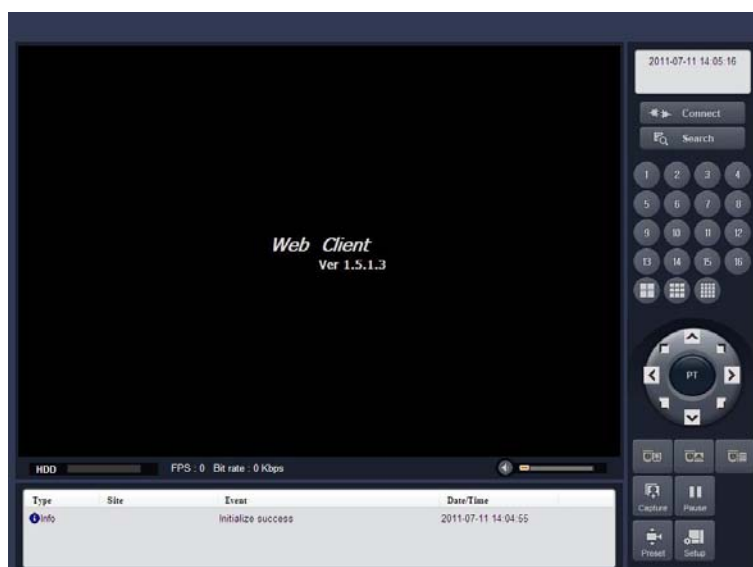 2011-07-11 14:05:16
Connect
Search
1 2 3 4
5 6 7 8
9 10 11 12
13 14 15 16
Web Client
Ver 1.5.1.3
PT
HDD FPS : 0 Bit rate : 0 Kbps
Type Site Event Date/Time
Info Initialize success 2011-07-11 14:04:55
Capture Pause
Preset Setup